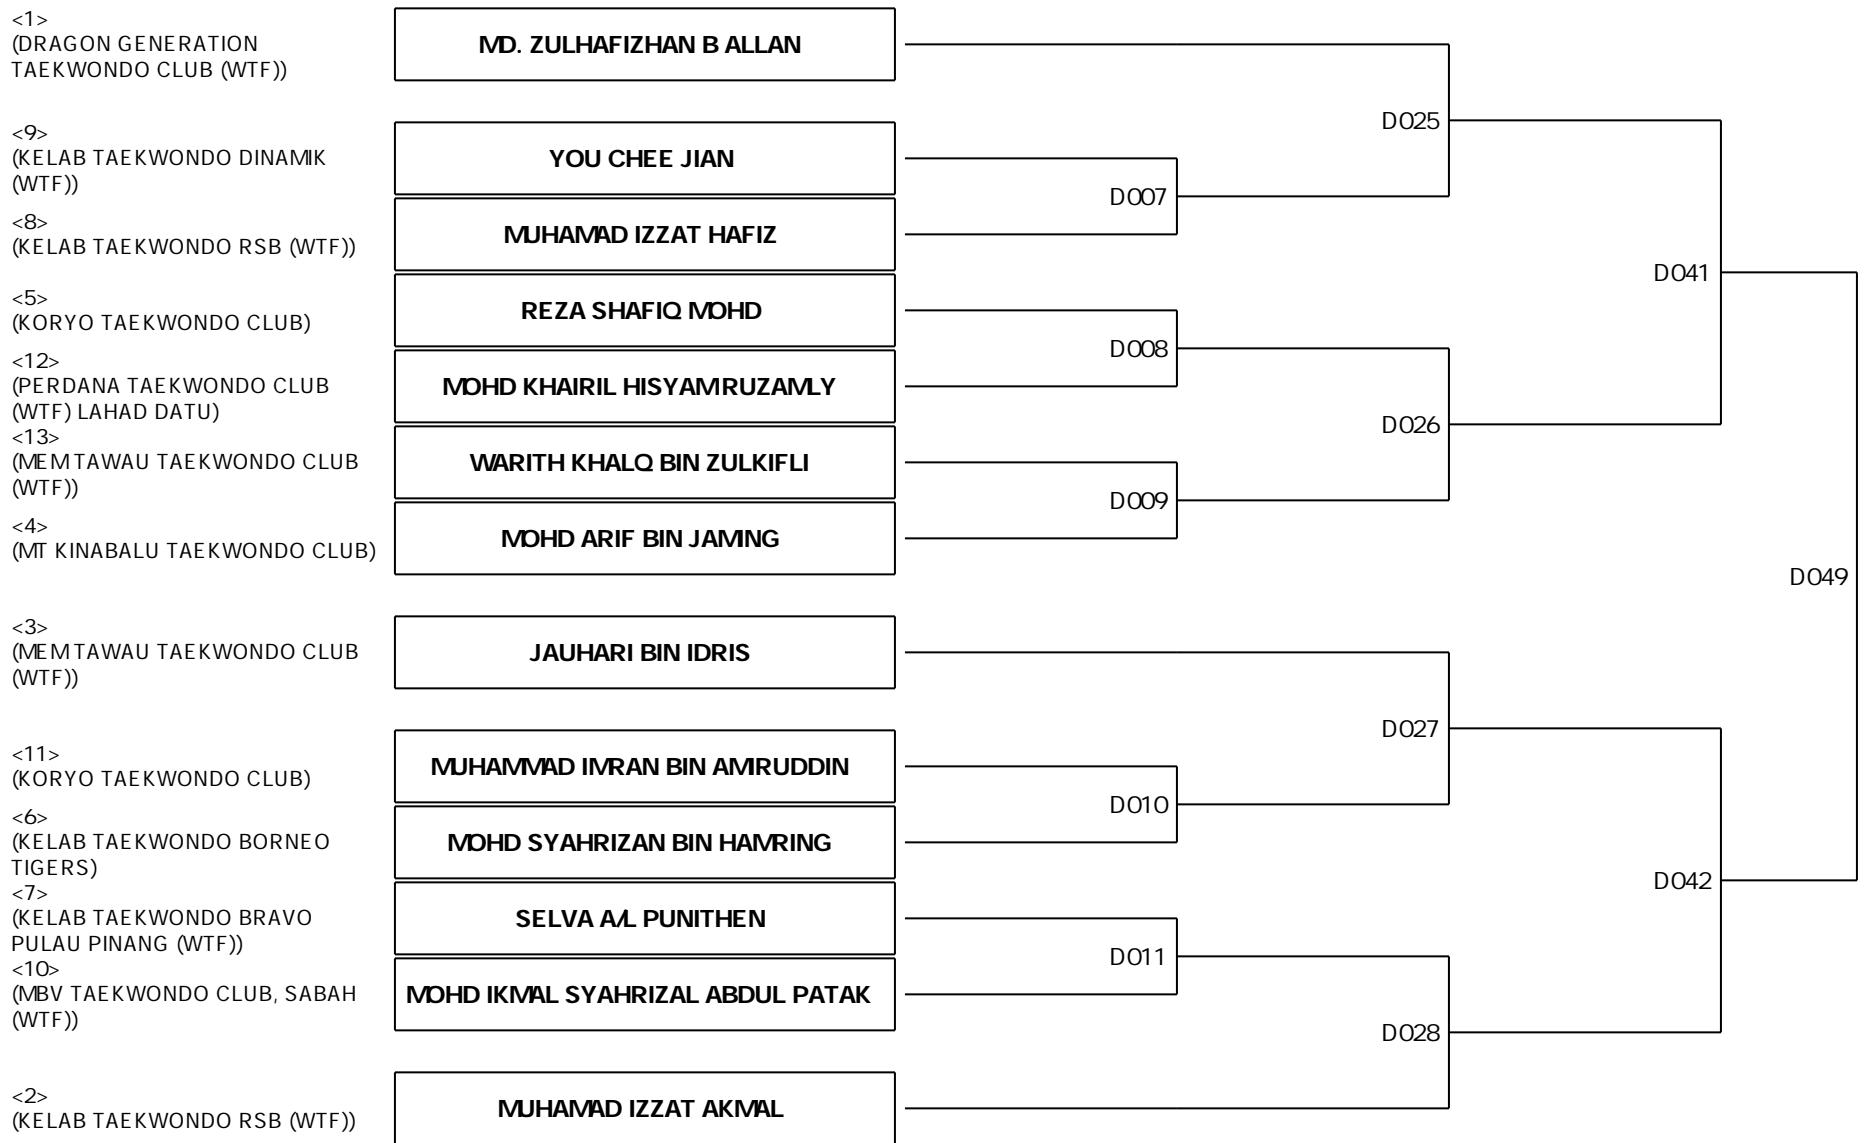 <1>
(DRAGON GENERATION
TAEKWONDO CLUB (WTF))
MD. ZULHAFIZHAN B ALLAN
D025
<9>
(KELAB TAEKWONDO DINAMIK
(WTF))
YOU CHEE JIAN
D007
<8>
(KELAB TAEKWONDO RSB (WTF))
MUHAMAD IZZAT HAFIZ
D041
<5>
(KORYO TAEKWONDO CLUB)
REZA SHAFIQ MOHD
D008
<12>
(PERDANA TAEKWONDO CLUB
(WTF) LAHAD DATU)
MOHD KHAIRIL HISYAM RUZAMLY
D026
<13>
(MEM TAWAU TAEKWONDO CLUB
(WTF))
WARITH KHALQ BIN ZULKIFLI
D009
<4>
(MT KINABALU TAEKWONDO CLUB)
MOHD ARIF BIN JAMING
D049
<3>
(MEM TAWAU TAEKWONDO CLUB
(WTF))
JAUHARI BIN IDRIS
D027
<11>
(KORYO TAEKWONDO CLUB)
MUHAMMAD IMRAN BIN AMIRUDDIN
D010
<6>
(KELAB TAEKWONDO BORNEO
TIGERS)
MOHD SYAHRIZAN BIN HAMRING
D042
<7>
(KELAB TAEKWONDO BRAVO
PULAU PINANG (WTF))
SELVA A/L PUNITHEN
D011
<10>
(MBV TAEKWONDO CLUB, SABAH
(WTF))
MOHD IKMAL SYAHRIZAL ABDUL PATAK
D028
<2>
(KELAB TAEKWONDO RSB (WTF))
MUHAMAD IZZAT AKMAL